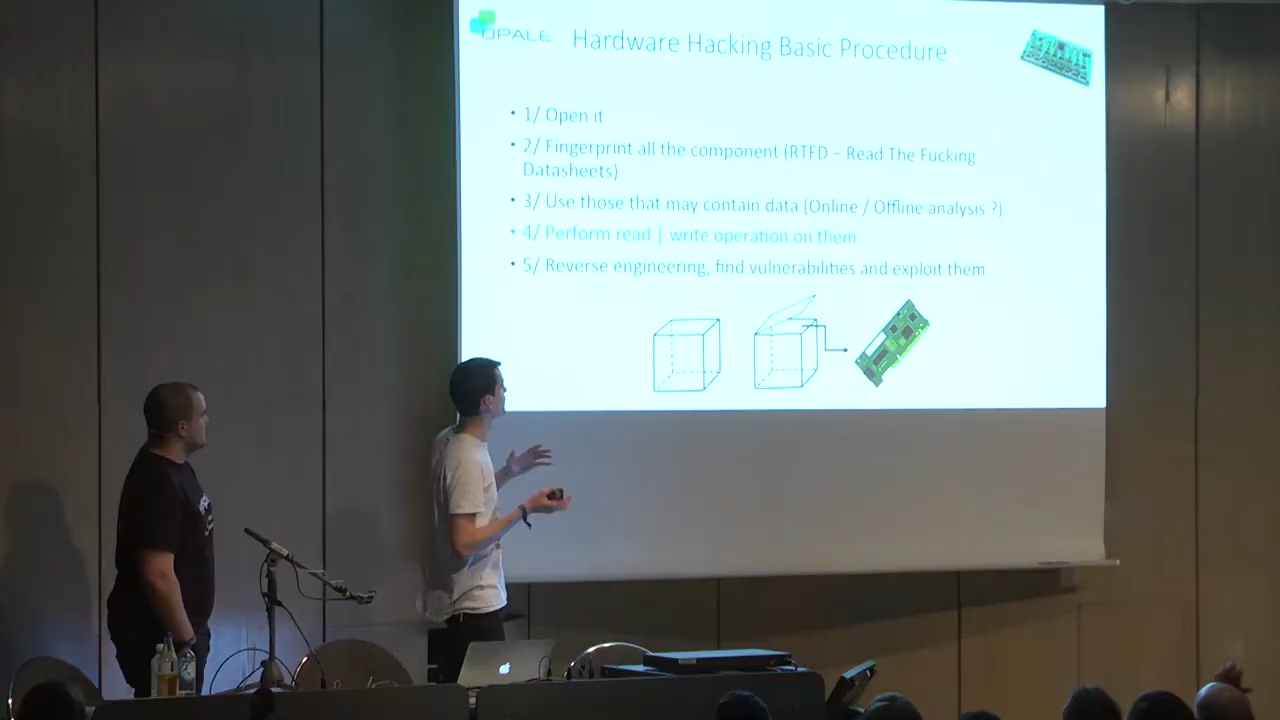 OPALE
Hardware Hacking Basic Procedure
• 1/ Open it
• 2/ Fingerprint all the component (RTFD – Read The Fucking
Datasheets)
• 3/ Use those that may contain data (Online / Offline analysis ?)
• 4/ Perform read | write operation on them
• 5/ Reverse engineering, find vulnerabilities and exploit them